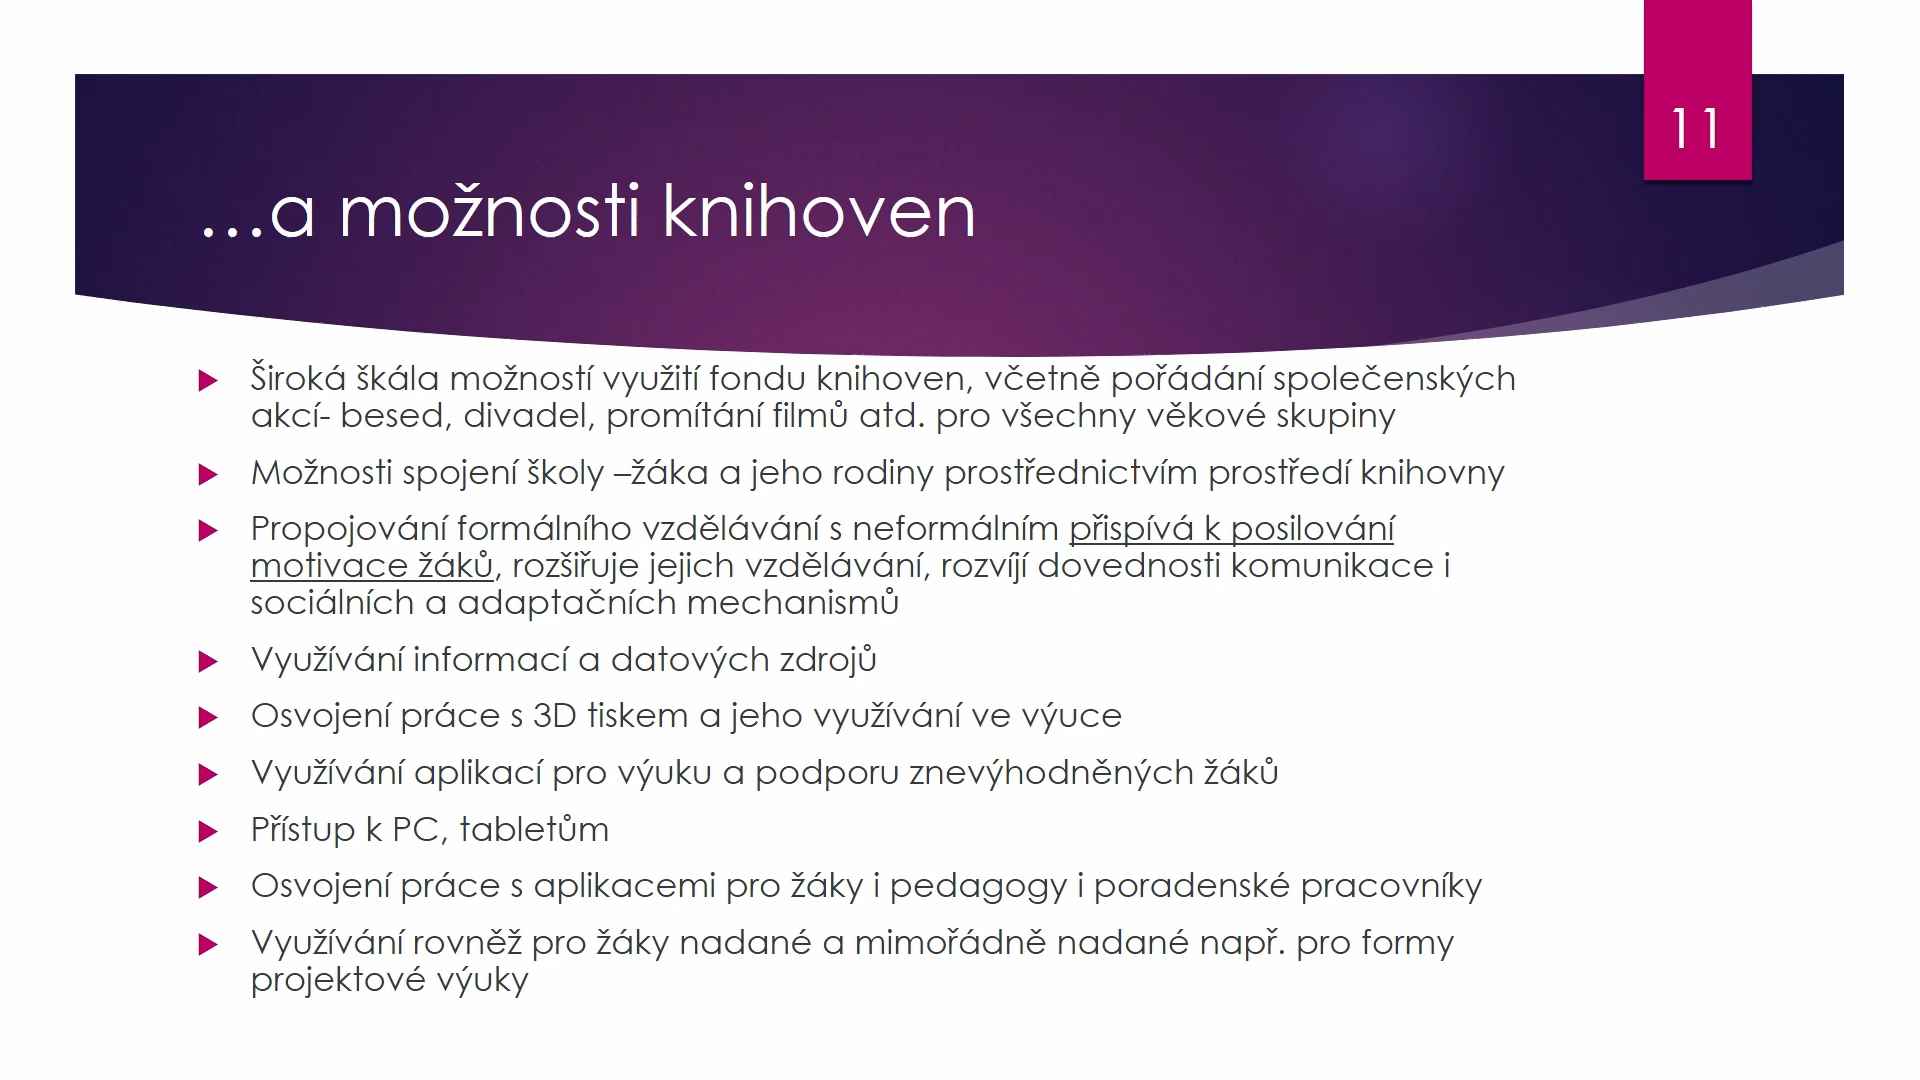 11
...a možnosti knihoven
Široká škála možností využití fondu knihoven, včetně pořádání společenských
akcí- besed, divadel, promítání filmů atd. pro všechny věkové skupiny
Možnosti spojení školy –žáka a jeho rodiny prostřednictvím prostředí knihovny
Propojování formálního vzdělávání s neformálním přispívá k posilování
motivace žáků, rozšiřuje jejich vzdělávání, rozvíjí dovednosti komunikace i
sociálních a adaptačních mechanismů
Využívání informací a datových zdrojů
Osvojení práce s 3D tiskem a jeho využívání ve výuce
Využívání aplikací pro výuku a podporu znevýhodněných žáků
Přístup k PC, tabletům
Osvojení práce s aplikacemi pro žáky i pedagogy i poradenské pracovníky
Využívání rovněž pro žáky nadané a mimořádně nadané např. pro formy
projektové výuky